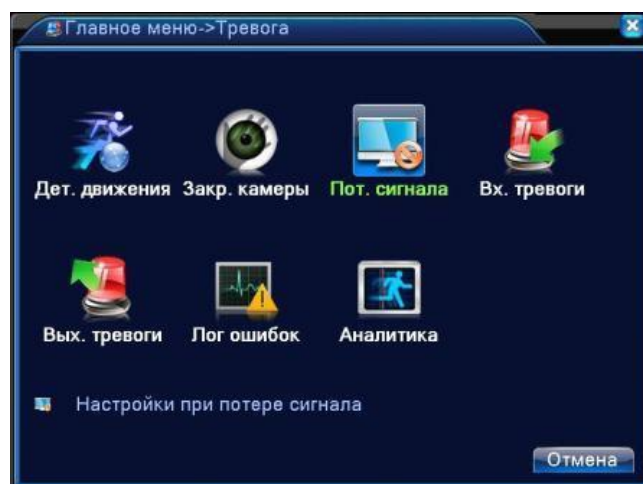 Главное меню->Тревога
Дет. движения Закр. камеры Пот. сигнала Вх. тревоги
Вых. тревоги Лог ошибок Аналитика
Настройки при потере сигнала
Отмена